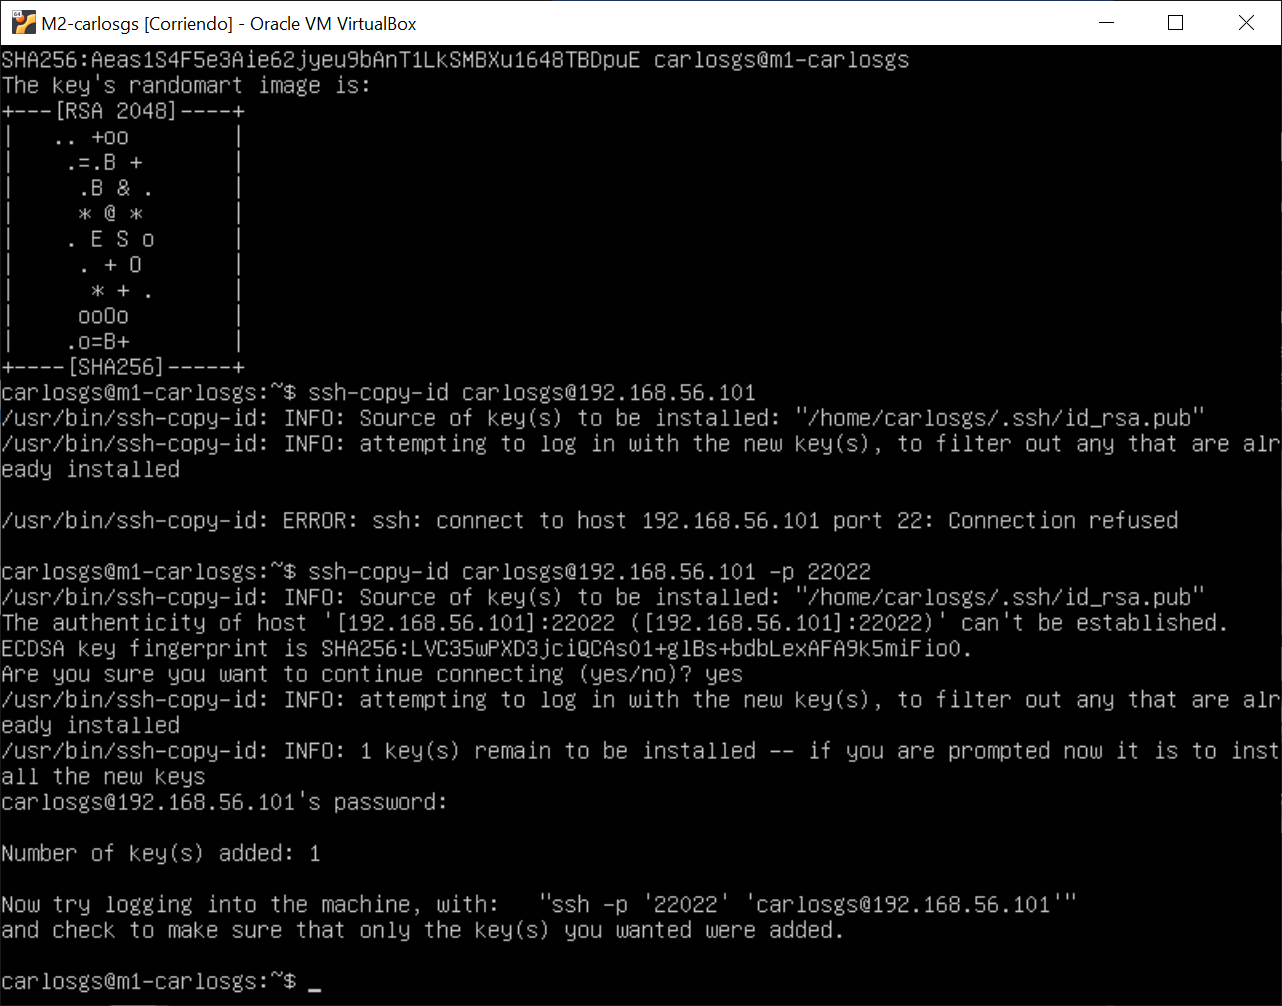 M2-carlosgs [Corriendo] - Oracle VM VirtualBox
SHA256:Aeas1S4F5e3Aie62jyeu9bAnT1LkSMBXu1648TBDpuE carlosgs@m1-carlosgs
The key's randomart image is:
+---[RSA 2048]----+
|    .. +oo       |
|     .=.B +      |
|      .B & .     |
|      * @ *      |
|     . E S o     |
|      . + O      |
|       * + .     |
|      ooOo       |
|     .o=B+       |
+----[SHA256]-----+
carlosgs@m1-carlosgs:~$ ssh-copy-id carlosgs@192.168.56.101
/usr/bin/ssh-copy-id: INFO: Source of key(s) to be installed: "/home/carlosgs/.ssh/id_rsa.pub"
/usr/bin/ssh-copy-id: INFO: attempting to log in with the new key(s), to filter out any that are alr
eady installed
/usr/bin/ssh-copy-id: ERROR: ssh: connect to host 192.168.56.101 port 22: Connection refused
carlosgs@m1-carlosgs:~$ ssh-copy-id carlosgs@192.168.56.101 -p 22022
/usr/bin/ssh-copy-id: INFO: Source of key(s) to be installed: "/home/carlosgs/.ssh/id_rsa.pub"
The authenticity of host '[192.168.56.101]:22022 ([192.168.56.101]:22022)' can't be established.
ECDSA key fingerprint is SHA256:LVC35wPXD3jciQCAsO1+glBs+bdbLexAFA9k5miFioO.
Are you sure you want to continue connecting (yes/no)? yes
/usr/bin/ssh-copy-id: INFO: attempting to log in with the new key(s), to filter out any that are alr
eady installed
/usr/bin/ssh-copy-id: INFO: 1 key(s) remain to be installed -- if you are prompted now it is to inst
all the new keys
carlosgs@192.168.56.101's password:
Number of key(s) added: 1
Now try logging into the machine, with:   "ssh -p '22022' 'carlosgs@192.168.56.101'"
and check to make sure that only the key(s) you wanted were added.
carlosgs@m1-carlosgs:~$ _